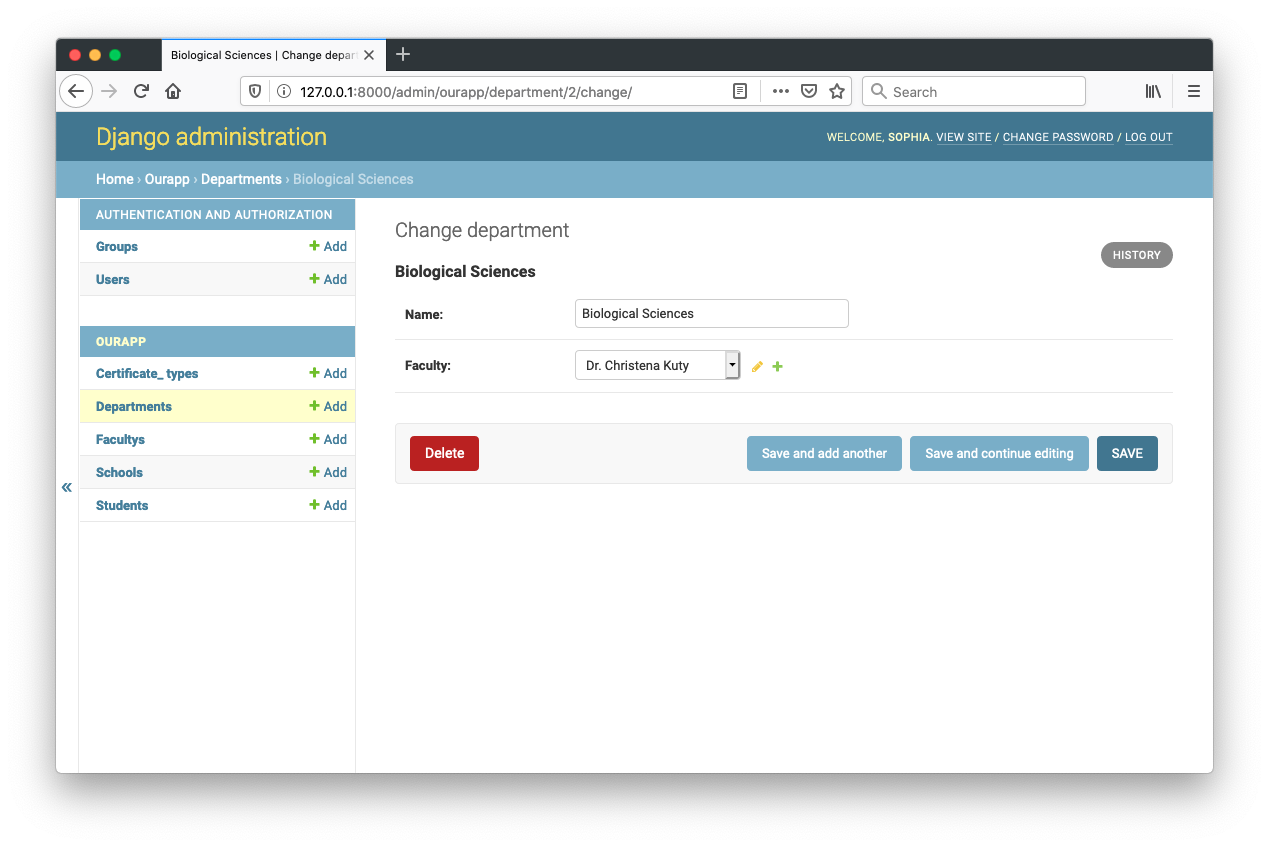 Biological Sciences | Change depar
127.0.0.1:8000/admin/ourapp/department/2/change/
Search
Django administration
WELCOME, SOPHIA. VIEW SITE / CHANGE PASSWORD / LOG OUT
Home › Ourapp › Departments › Biological Sciences
AUTHENTICATION AND AUTHORIZATION
Groups + Add
Users + Add
OURAPP
Certificate_ types + Add
Departments + Add
Facultys + Add
Schools + Add
Students + Add
«
Change department
HISTORY
Biological Sciences
Name: Biological Sciences
Faculty: Dr. Christena Kuty
Delete
Save and add another
Save and continue editing
SAVE